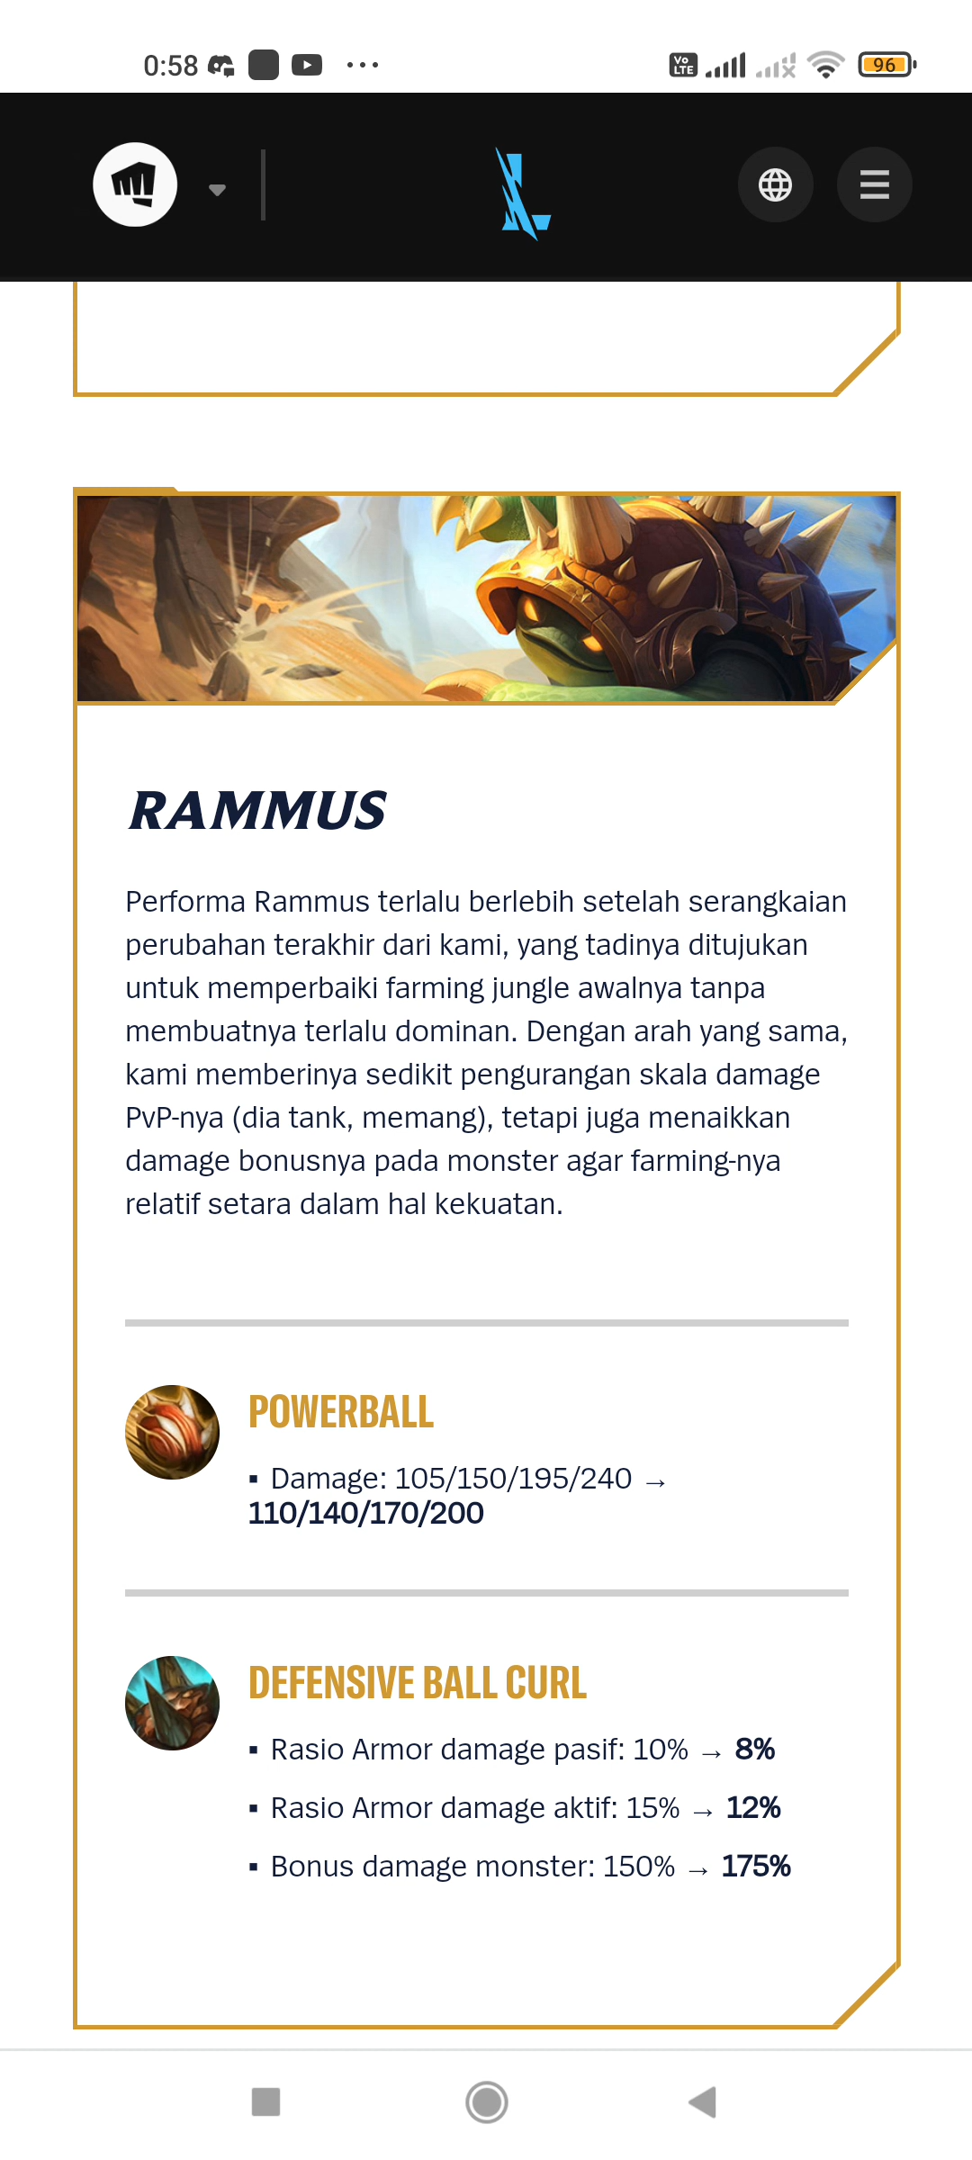 0:58
Vo LTE
96
RAMMUS
Performa Rammus terlalu berlebih setelah serangkaian
perubahan terakhir dari kami, yang tadinya ditujukan
untuk memperbaiki farming jungle awalnya tanpa
membuatnya terlalu dominan. Dengan arah yang sama,
kami memberinya sedikit pengurangan skala damage
PvP-nya (dia tank, memang), tetapi juga menaikkan
damage bonusnya pada monster agar farming-nya
relatif setara dalam hal kekuatan.
POWERBALL
▪ Damage: 105/150/195/240 →
110/140/170/200
DEFENSIVE BALL CURL
▪ Rasio Armor damage pasif: 10% → 8%
▪ Rasio Armor damage aktif: 15% → 12%
▪ Bonus damage monster: 150% → 175%